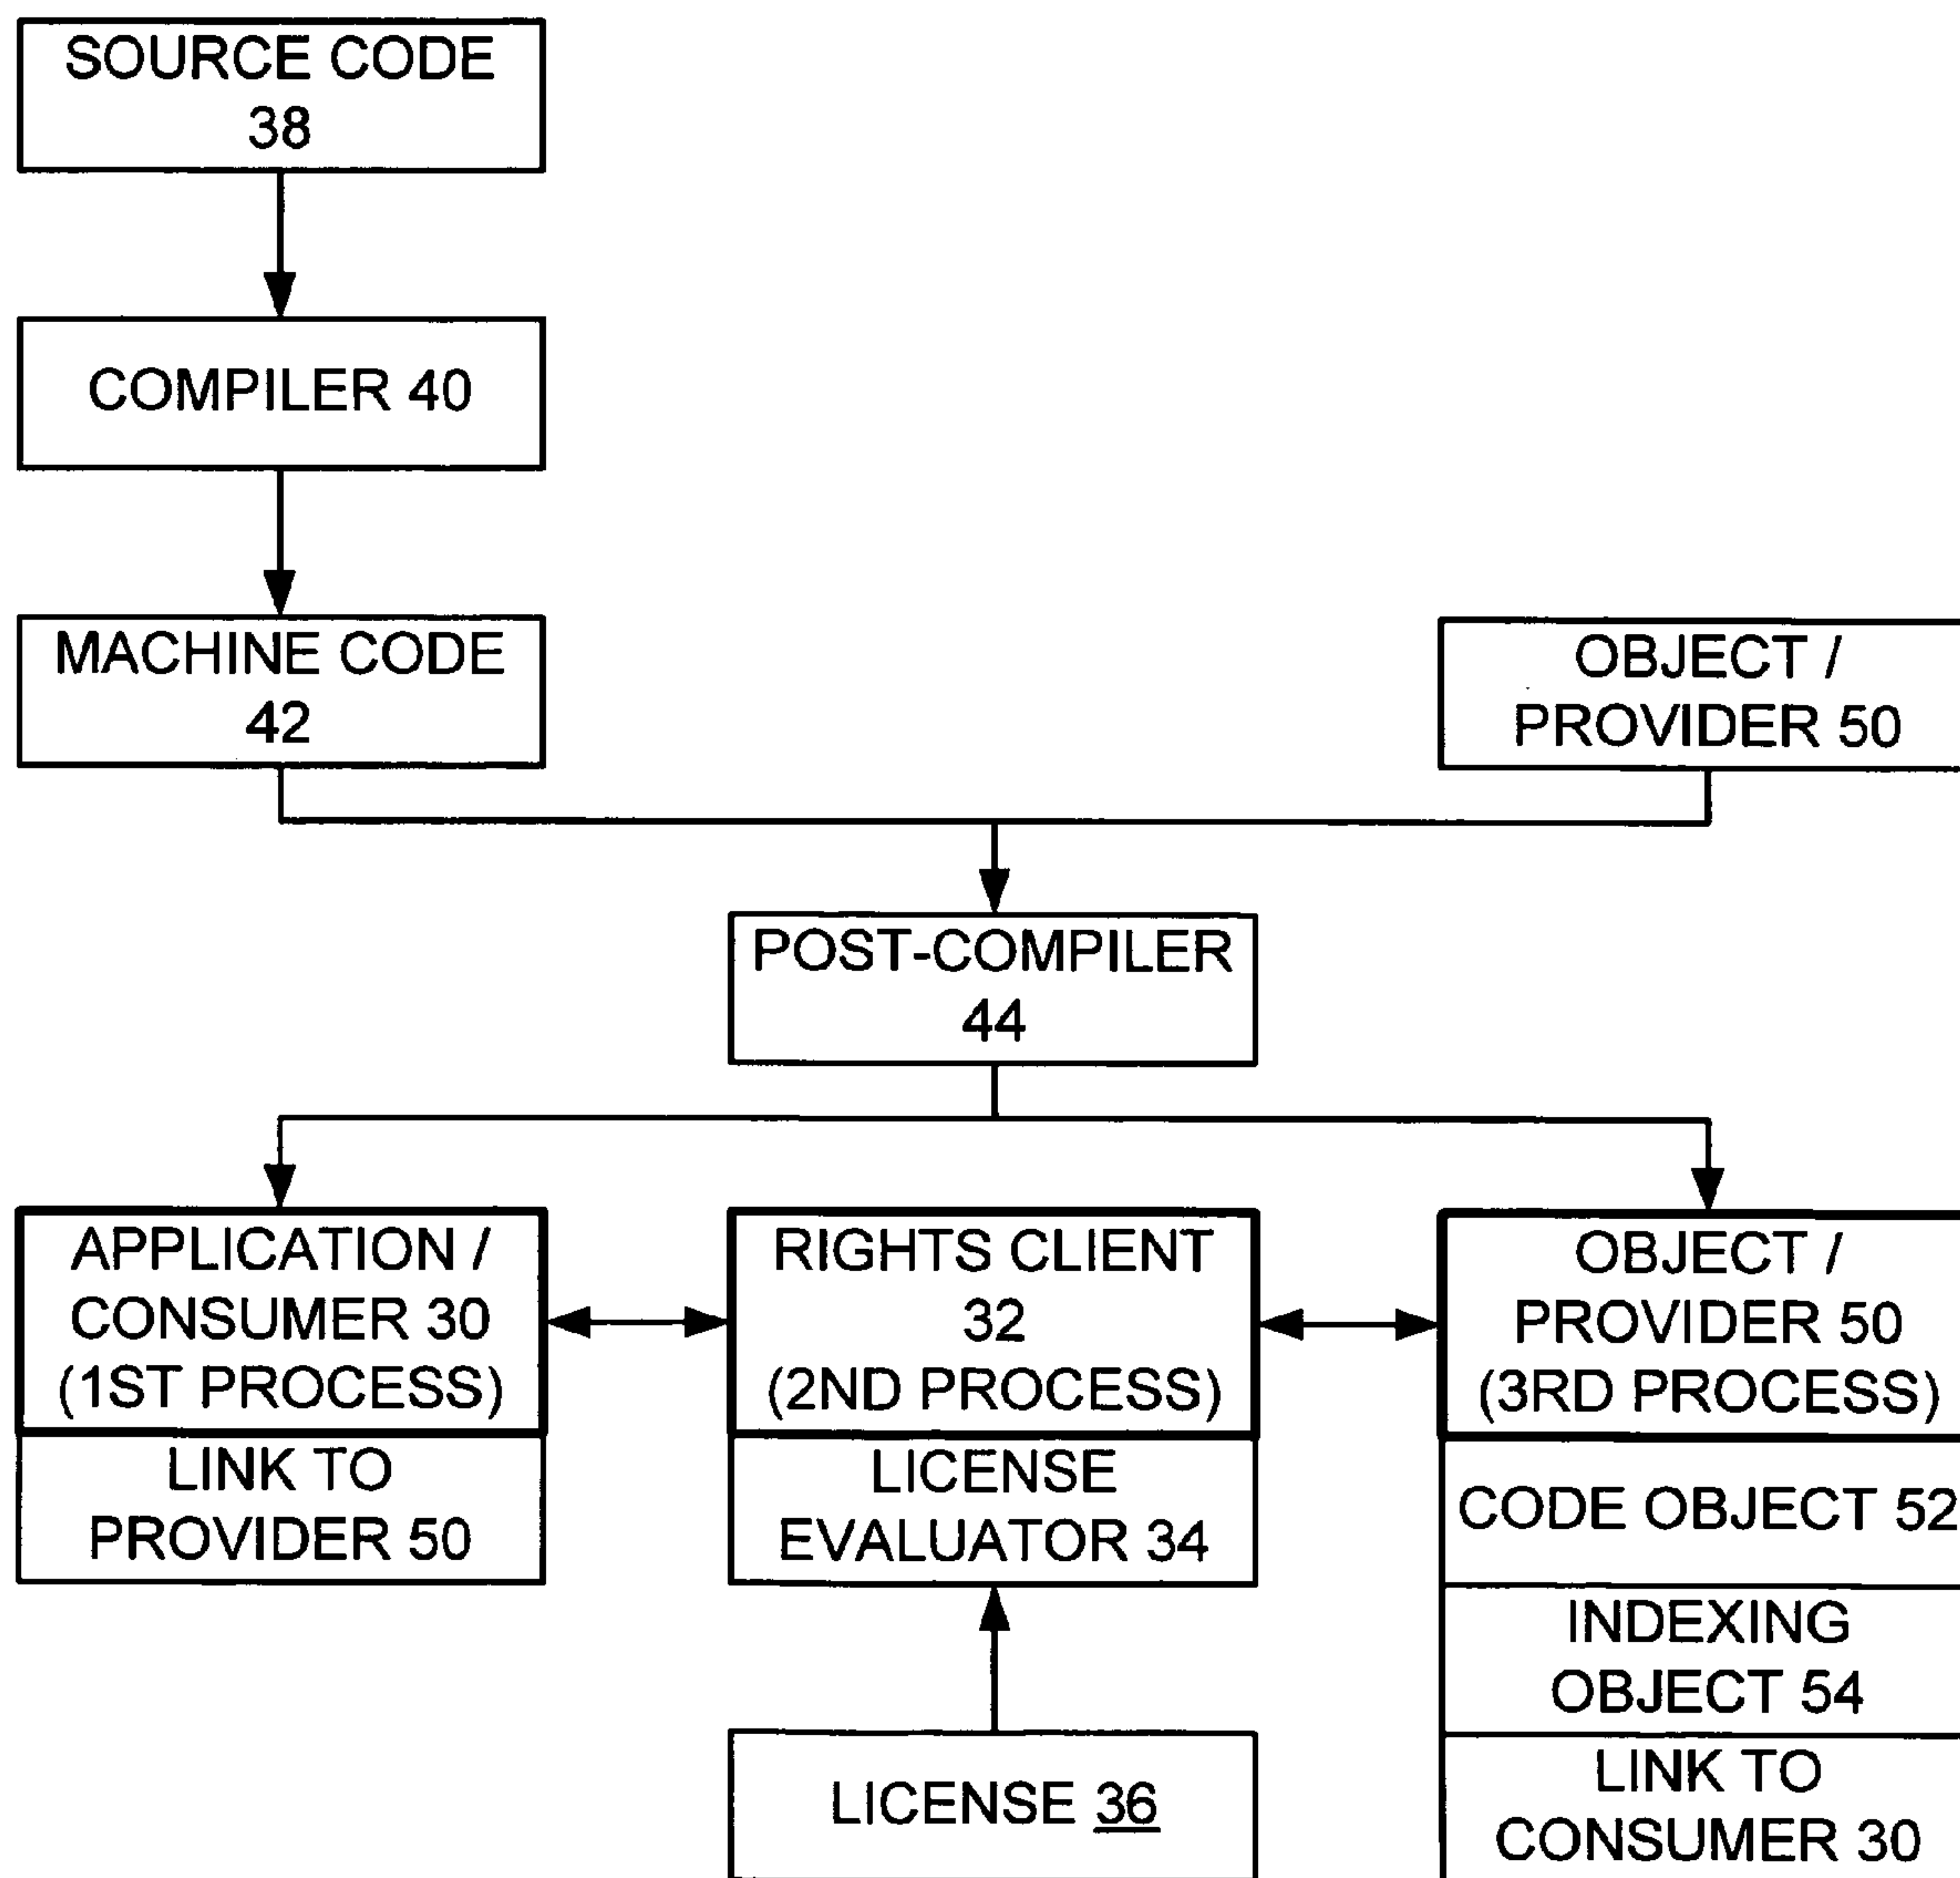 SOURCE CODE
38
COMPILER 40
MACHINE CODE
42
OBJECT /
PROVIDER 50
POST-COMPILER
44
APPLICATION /
CONSUMER 30
(1ST PROCESS)
LINK TO
PROVIDER 50
RIGHTS CLIENT
32
(2ND PROCESS)
LICENSE
EVALUATOR 34
LICENSE 36
OBJECT /
PROVIDER 50
(3RD PROCESS)
CODE OBJECT 52
INDEXING
OBJECT 54
LINK TO
CONSUMER 30